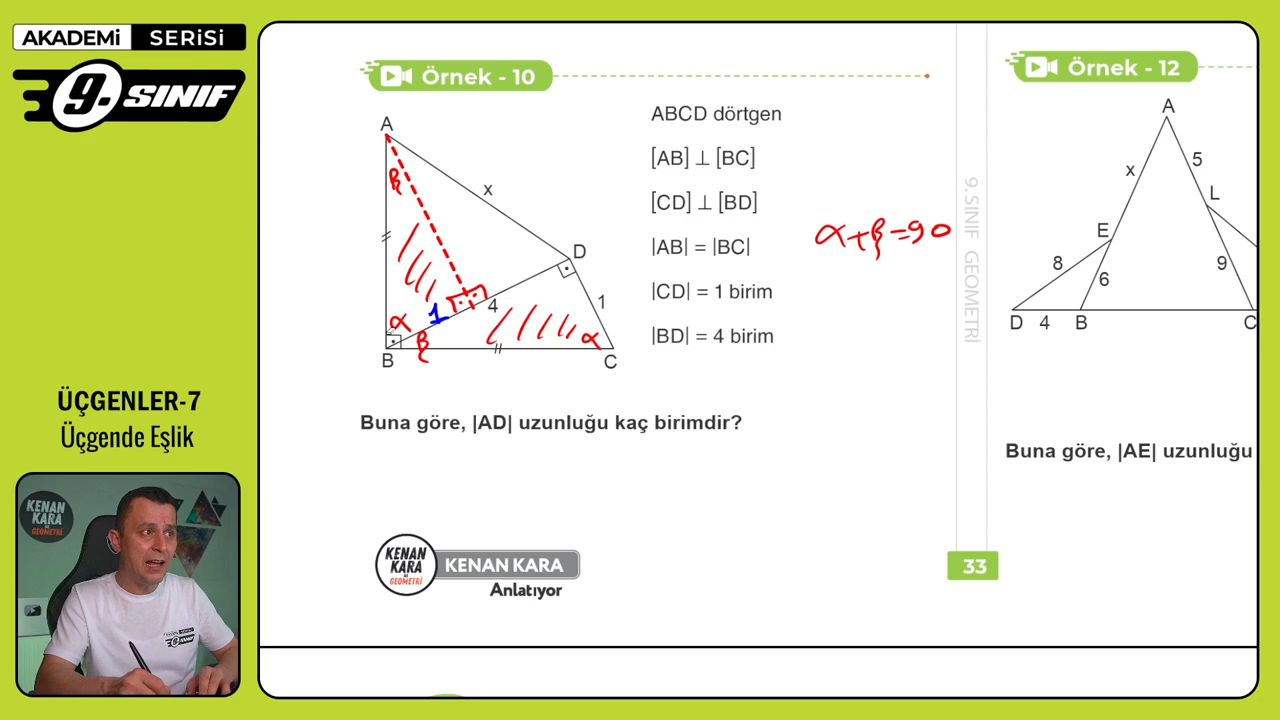 AKADEMİ SERİSİ
9. SINIF
ÜÇGENLER-7
Üçgende Eşlik
KENAN
KARA
GEOMETRİ
9. SINIF
Örnek - 10
A
β
x
D
4
1
1
α
β
α
B
C
ABCD dörtgen
[AB] ⊥ [BC]
[CD] ⊥ [BD]
|AB| = |BC|
|CD| = 1 birim
|BD| = 4 birim
α+β=90
Buna göre, |AD| uzunluğu kaç birimdir?
KENAN
KARA
GEOMETRİ
KENAN KARA
Anlatıyor
9. SINIF GEOMETRİ
33
Örnek - 12
A
x
5
L
E
8
6
9
D 4 B
C
Buna göre, |AE| uzunluğu